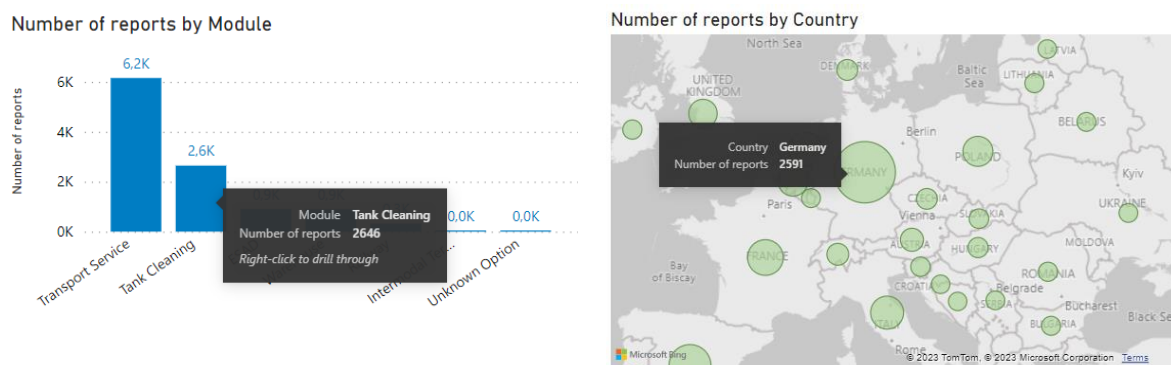 Number of reports by Module
Number of reports
6K
4K
2K
0K
6,2K
2,6K
0,0K
0,0K
Transport Service
Tank Cleaning
Unknown Option
Module Tank Cleaning
Number of reports 2646
Right-click to drill through
Number of reports by Country
North Sea
LATVIA
DENMARK
Baltic
Sea
LITHUANIA
UNITED
KINGDOM
BELARUS
Berlin
POLAND
Country Germany
Number of reports 2591
Kyiv
Paris
CZECHIA
Vienna
SLOVAKIA
UKRAINE
AUSTRIA
HUNGARY
MOLDOVA
FRANCE
Bay
of Biscay
CROATIA
ROMANIA
Belgrade
SERBIA
Bucharest
ITALY
BULGARIA
Black Se
Rome
Microsoft Bing
© 2023 TomTom, © 2023 Microsoft Corporation Terms